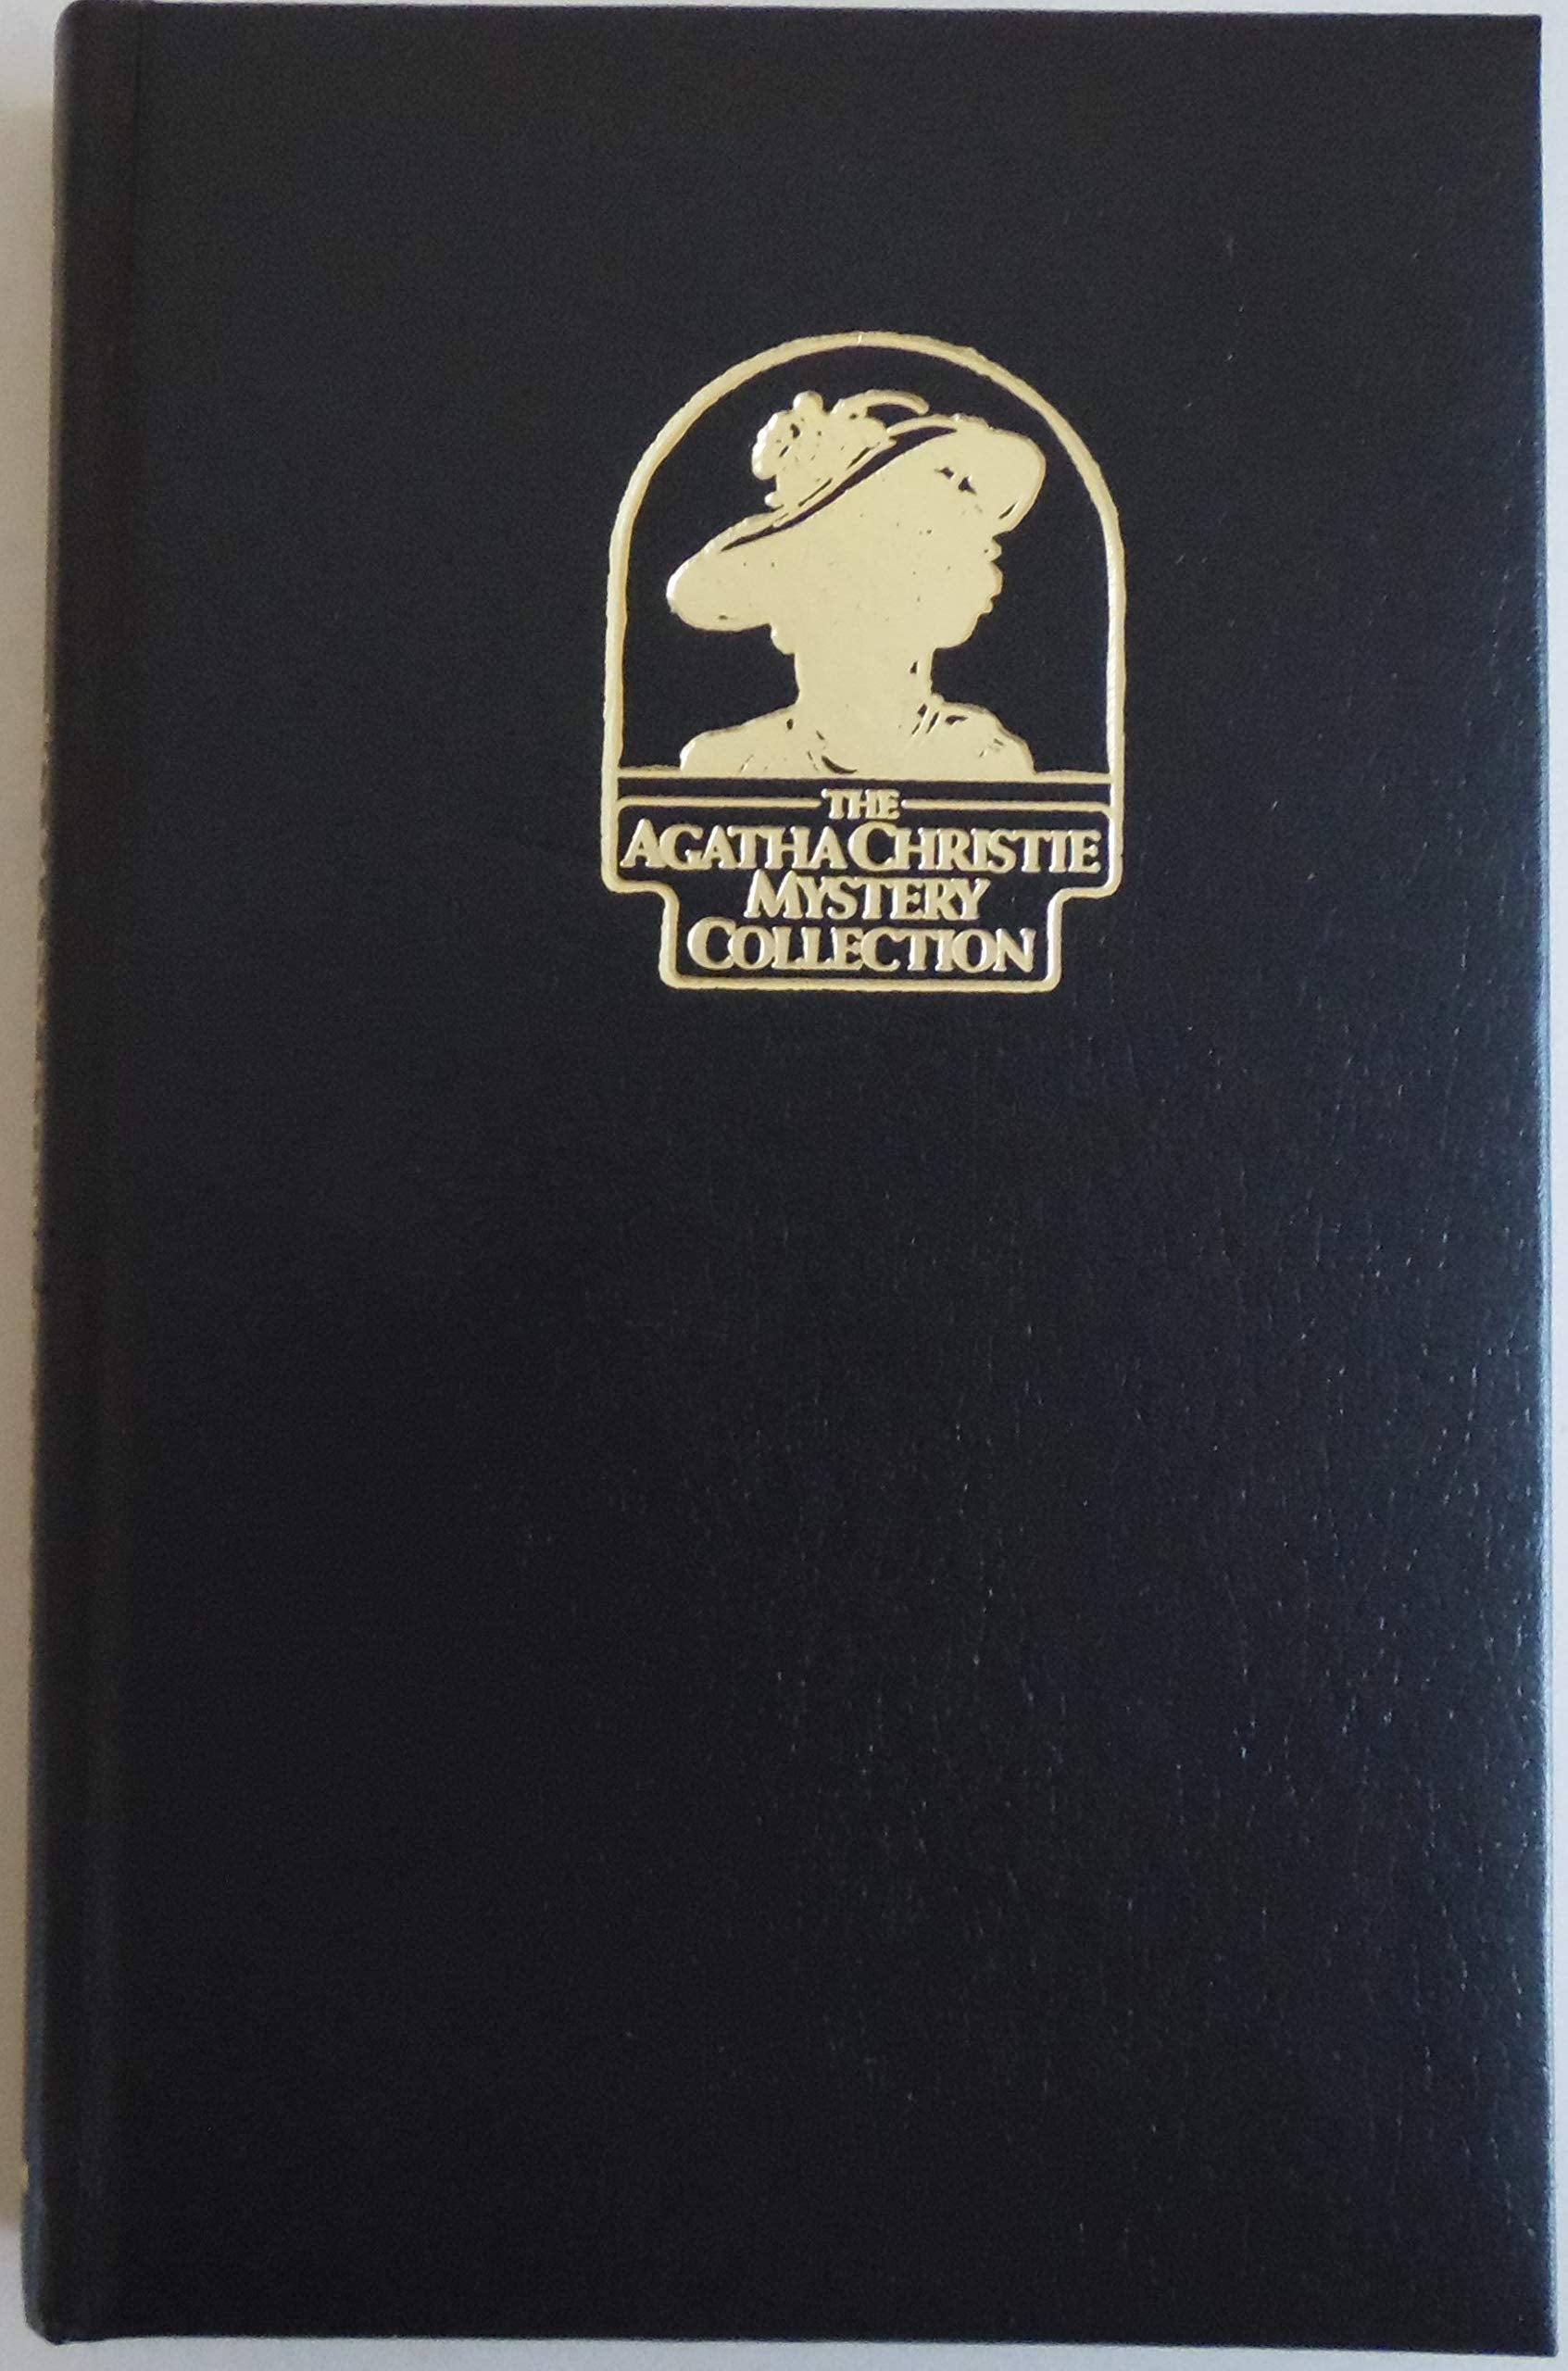 THE
AGATHA CHRISTIE
MYSTERY
COLLECTION